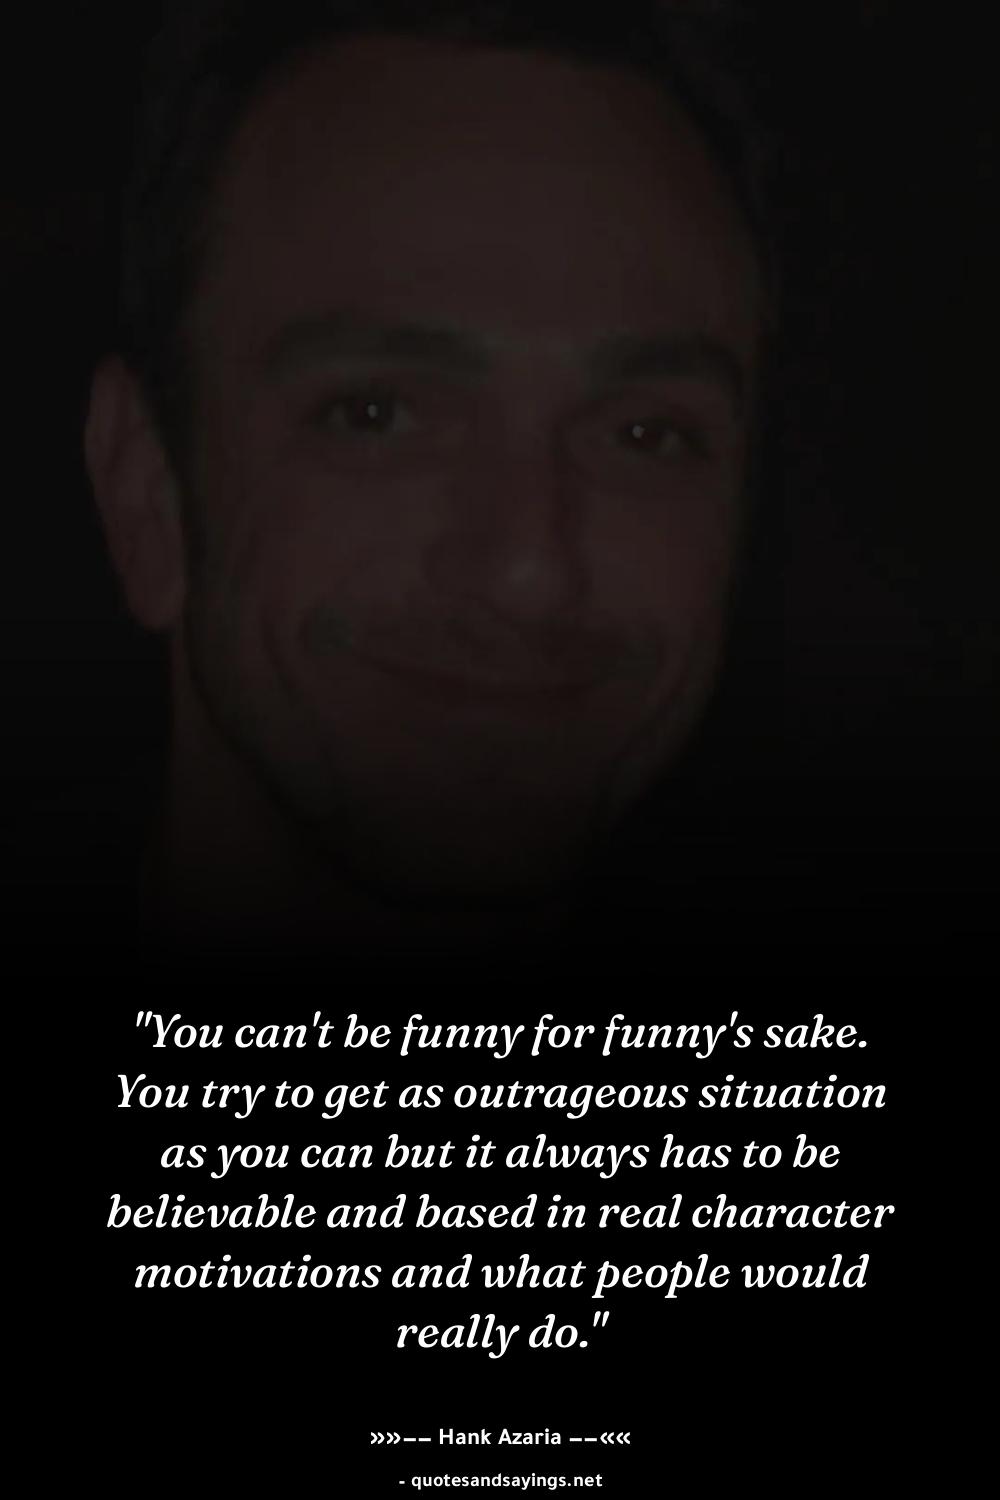 "You can't be funny for funny's sake.
You try to get as outrageous situation
as you can but it always has to be
believable and based in real character
motivations and what people would
really do."
»»−− Hank Azaria −−««
- quotesandsayings.net